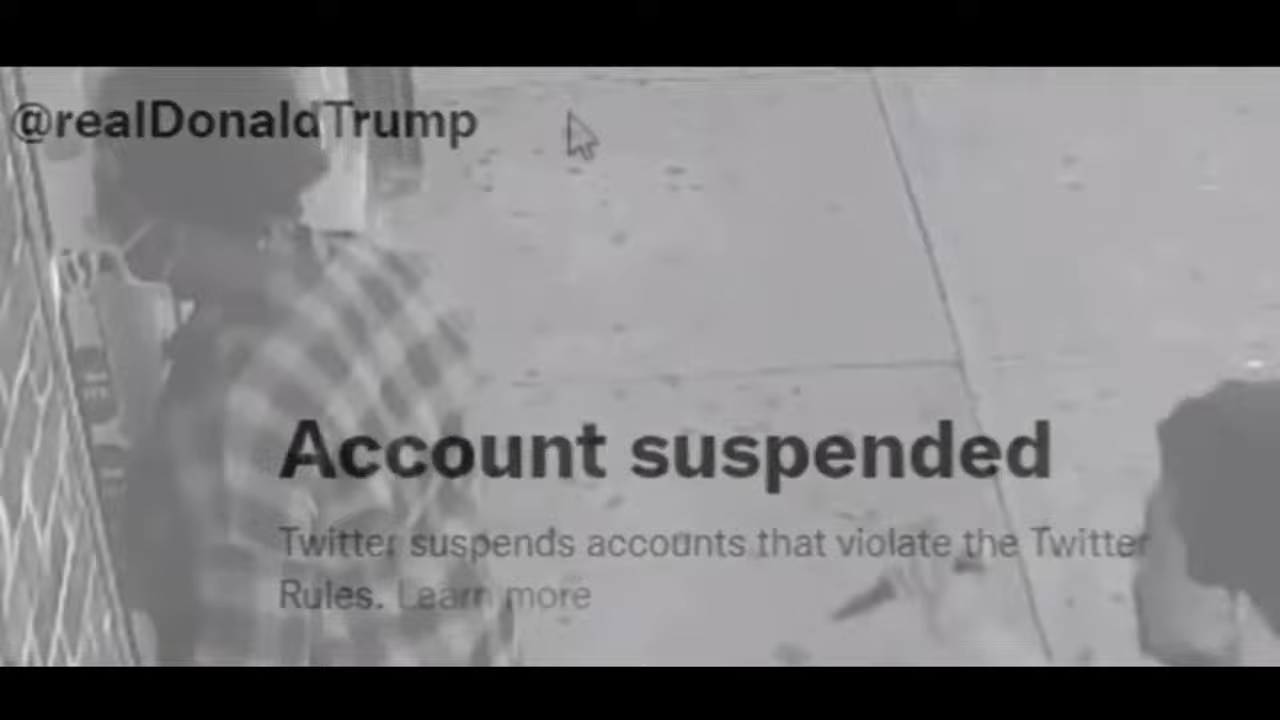 @realDonaldTrump
Account suspended
Twitter suspends accounts that violate the Twitter
Rules. Learn more